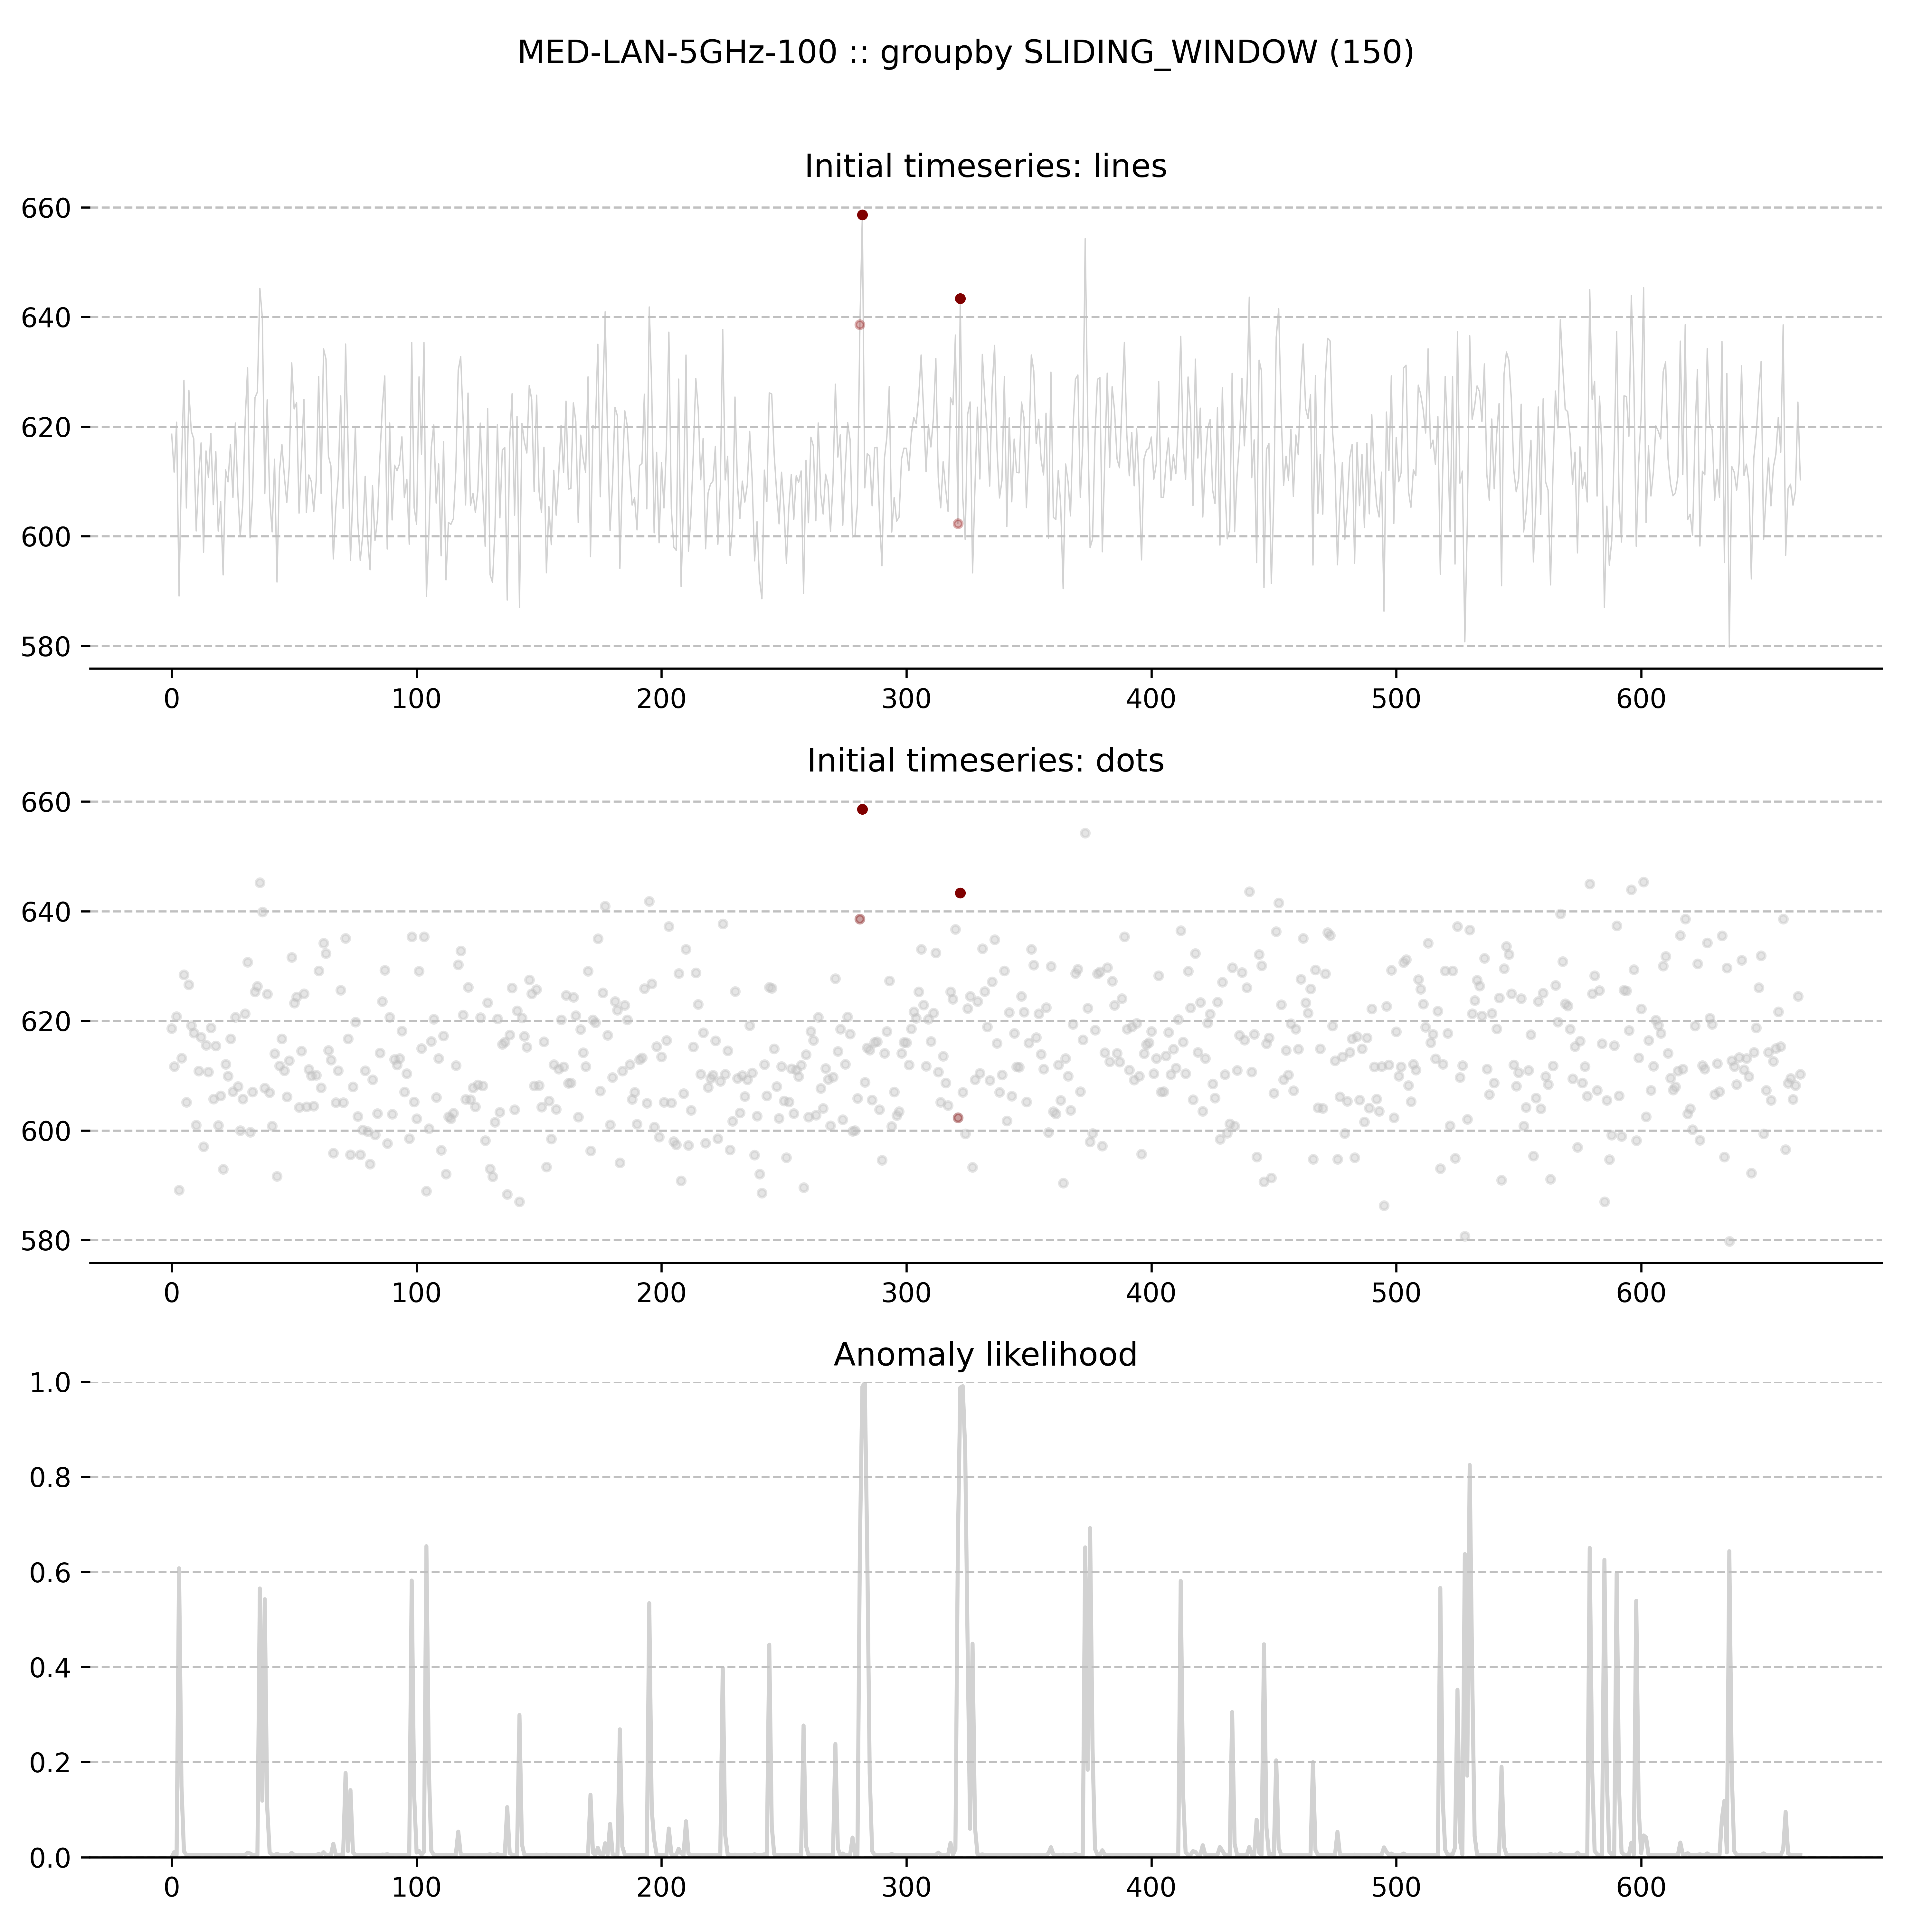 MED-LAN-5GHz-100 :: groupby SLIDING_WINDOW (150)
Initial timeseries: lines
660
640
620
600
580
0 100 200 300 400 500 600
Initial timeseries: dots
660
640
620
600
580
0 100 200 300 400 500 600
Anomaly likelihood
1.0
0.8
0.6
0.4
0.2
0.0
0 100 200 300 400 500 600